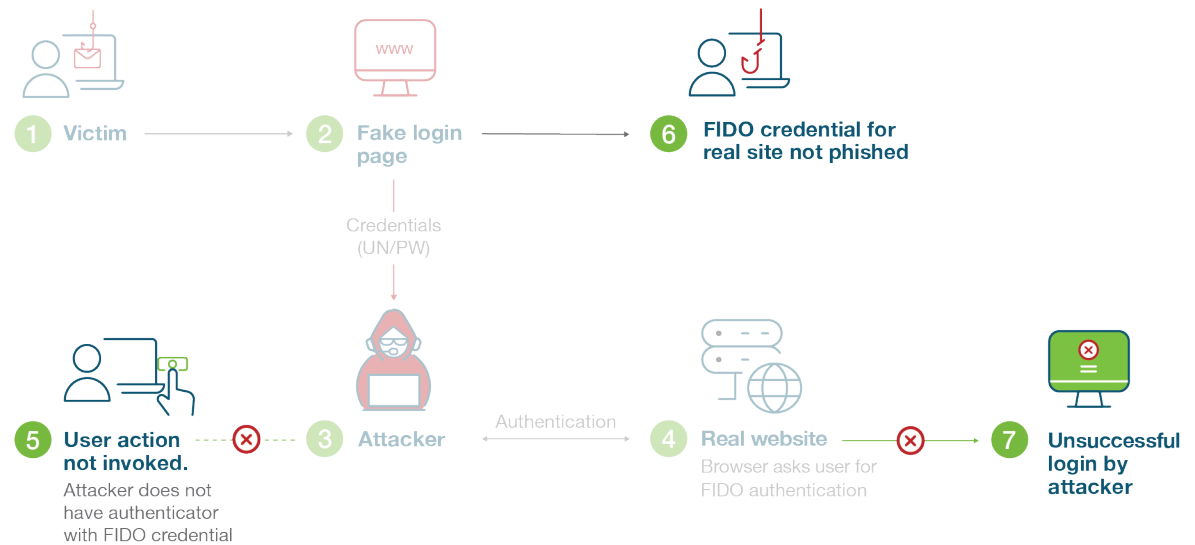 www
1 Victim
2 Fake login
page
6 FIDO credential for
real site not phished
Credentials
(UN/PW)
5 User action
not invoked.
Attacker does not
have authenticator
with FIDO credential
3 Attacker
Authentication
4 Real website
Browser asks user for
FIDO authentication
7 Unsuccessful
login by
attacker